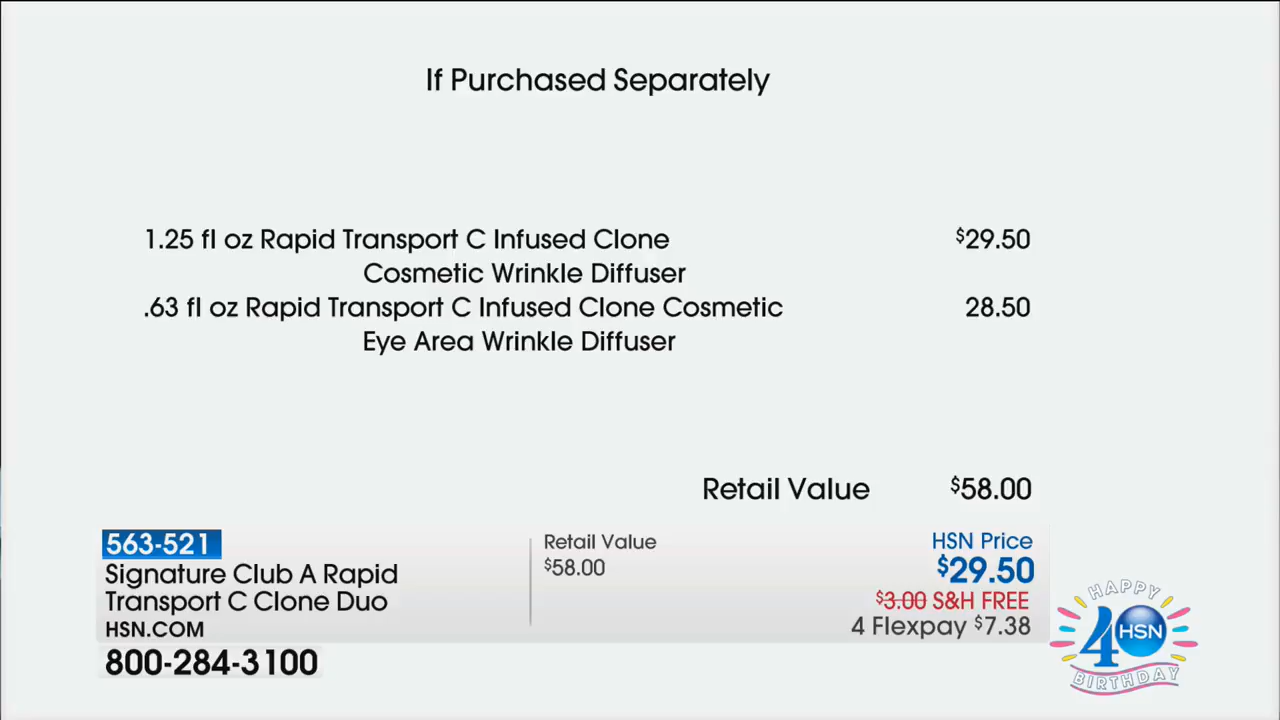 If Purchased Separately
1.25 fl oz Rapid Transport C Infused Clone $29.50
Cosmetic Wrinkle Diffuser
.63 fl oz Rapid Transport C Infused Clone Cosmetic 28.50
Eye Area Wrinkle Diffuser
Retail Value $58.00
563-521
Signature Club A Rapid
Transport C Clone Duo
HSN.COM
800-284-3100
Retail Value
$58.00
HSN Price
$29.50
$3.00 S&H FREE
4 Flexpay $7.38
HAPPY
40 HSN
BIRTHDAY